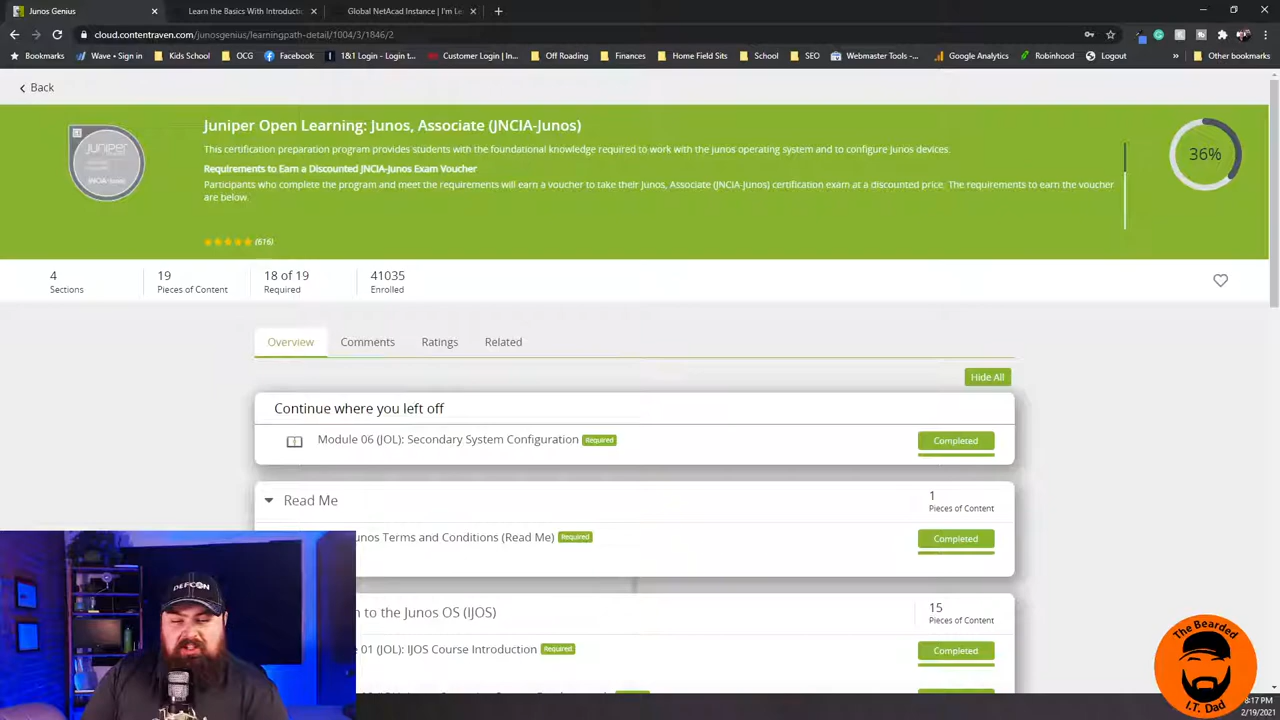 Junos Genius
Learn the Basics With Introducti
Global NetAcad Instance | I'm Le
cloud.contentraven.com/junosgenius/learningpath-detail/1004/3/1846/2
Bookmarks
Wave - Sign in
Kids School
OCG
Facebook
1&1 Login - Login t...
Customer Login | In...
Off Roading
Finances
Home Field Sits
School
SEO
Webmaster Tools -...
Google Analytics
Robinhood
Logout
Other bookmarks
Back
Juniper Open Learning: Junos, Associate (JNCIA-Junos)
This certification preparation program provides students with the foundational knowledge required to work with the Junos operating system and to configure Junos devices.
Requirements to Earn a Discounted JNCIA-Junos Exam Voucher
Participants who complete the program and meet the requirements will earn a voucher to take their Junos, Associate (JNCIA-Junos) certification exam at a discounted price. The requirements to earn the voucher
are below.
JUNIPER
36%
(616)
4
Sections
19
Pieces of Content
18 of 19
Required
41035
Enrolled
Overview
Comments
Ratings
Related
Hide All
Continue where you left off
Module 06 (JOL): Secondary System Configuration Required
Completed
Read Me
1
Pieces of Content
unos Terms and Conditions (Read Me) Required
Completed
n to the Junos OS (IJOS)
15
Pieces of Content
01 (JOL): IJOS Course Introduction Required
Completed
DEFCON
The Bearded
I.T. Dad
8:17 PM
2/19/2021